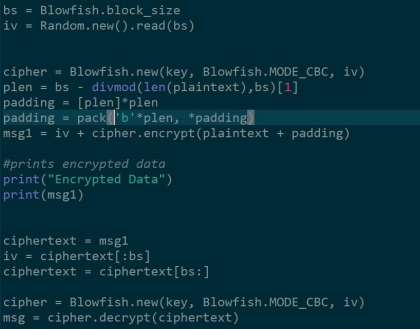 bs = Blowfish.block_size
iv = Random.new().read(bs)
cipher = Blowfish.new(key, Blowfish.MODE_CBC, iv)
plen = bs - divmod(len(plaintext),bs)[1]
padding = [plen]*plen
padding = pack('b'*plen, *padding)
msg1 = iv + cipher.encrypt(plaintext + padding)
#prints encrypted data
print("Encrypted Data")
print(msg1)
ciphertext = msg1
iv = ciphertext[:bs]
ciphertext = ciphertext[bs:]
cipher = Blowfish.new(key, Blowfish.MODE_CBC, iv)
msg = cipher.decrypt(ciphertext)